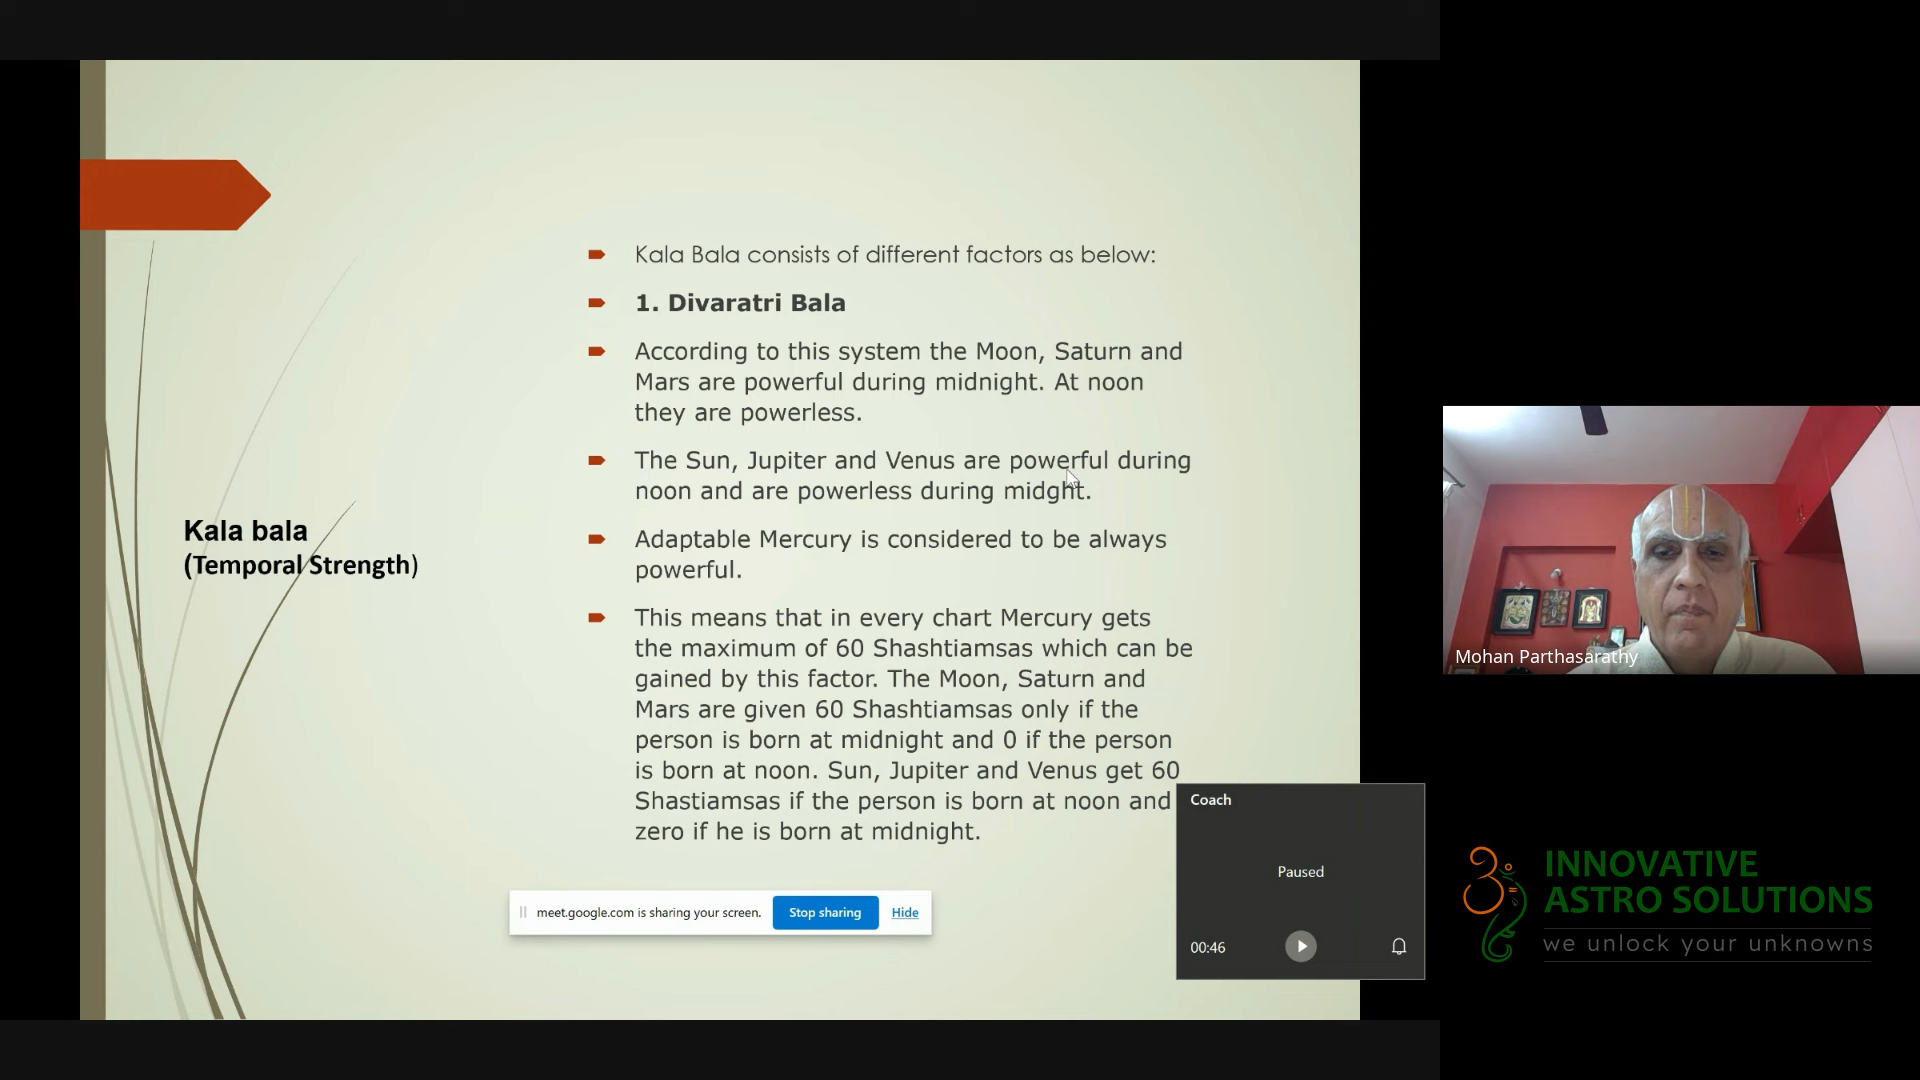 Kala bala
(Temporal Strength)
Kala Bala consists of different factors as below:
1. Divaratri Bala
According to this system the Moon, Saturn and
Mars are powerful during midnight. At noon
they are powerless.
The Sun, Jupiter and Venus are powerful during
noon and are powerless during midght.
Adaptable Mercury is considered to be always
powerful.
This means that in every chart Mercury gets
the maximum of 60 Shashtiamsas which can be
gained by this factor. The Moon, Saturn and
Mars are given 60 Shashtiamsas only if the
person is born at midnight and 0 if the person
is born at noon. Sun, Jupiter and Venus get 60
Shastiamsas if the person is born at noon and
zero if he is born at midnight.
meet.google.com is sharing your screen. Stop sharing Hide
Coach
Paused
00:46
Mohan Parthasarathy
INNOVATIVE
ASTRO SOLUTIONS
we unlock your unknowns